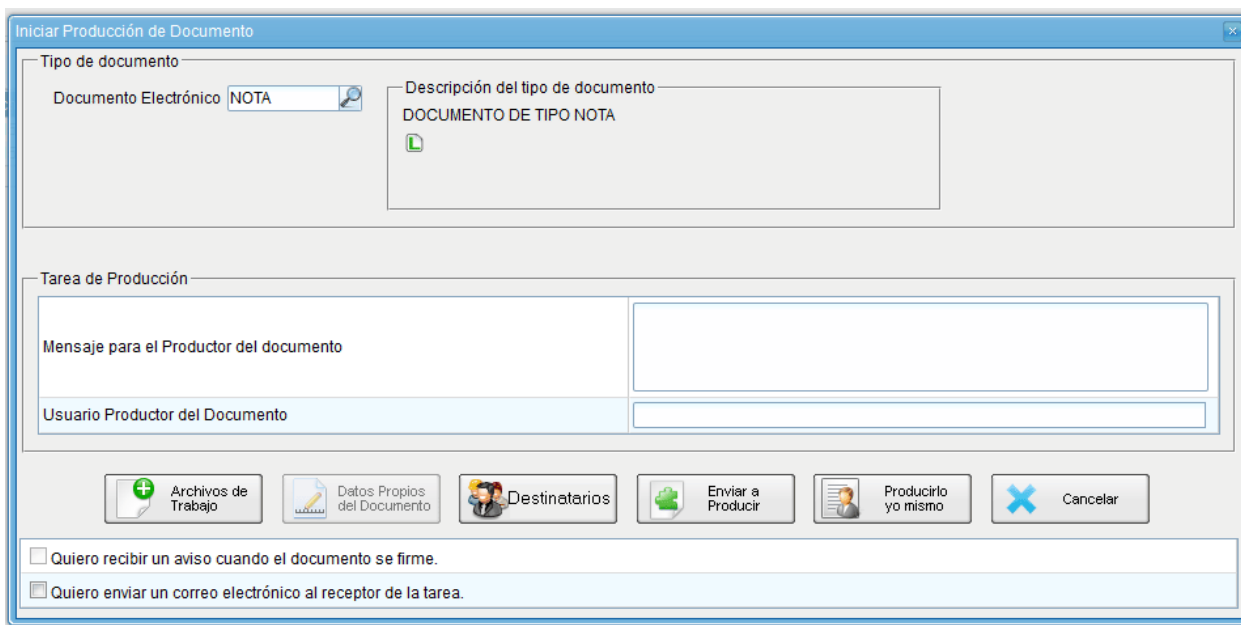 Iniciar Producción de Documento
Tipo de documento
Documento Electrónico NOTA
Descripción del tipo de documento
DOCUMENTO DE TIPO NOTA
L
Tarea de Producción
Mensaje para el Productor del documento
Usuario Productor del Documento
Archivos de
Trabajo
Datos Propios
del Documento
Destinatarios
Enviar a
Producir
Producirlo
yo mismo
Cancelar
Quiero recibir un aviso cuando el documento se firme.
Quiero enviar un correo electrónico al receptor de la tarea.